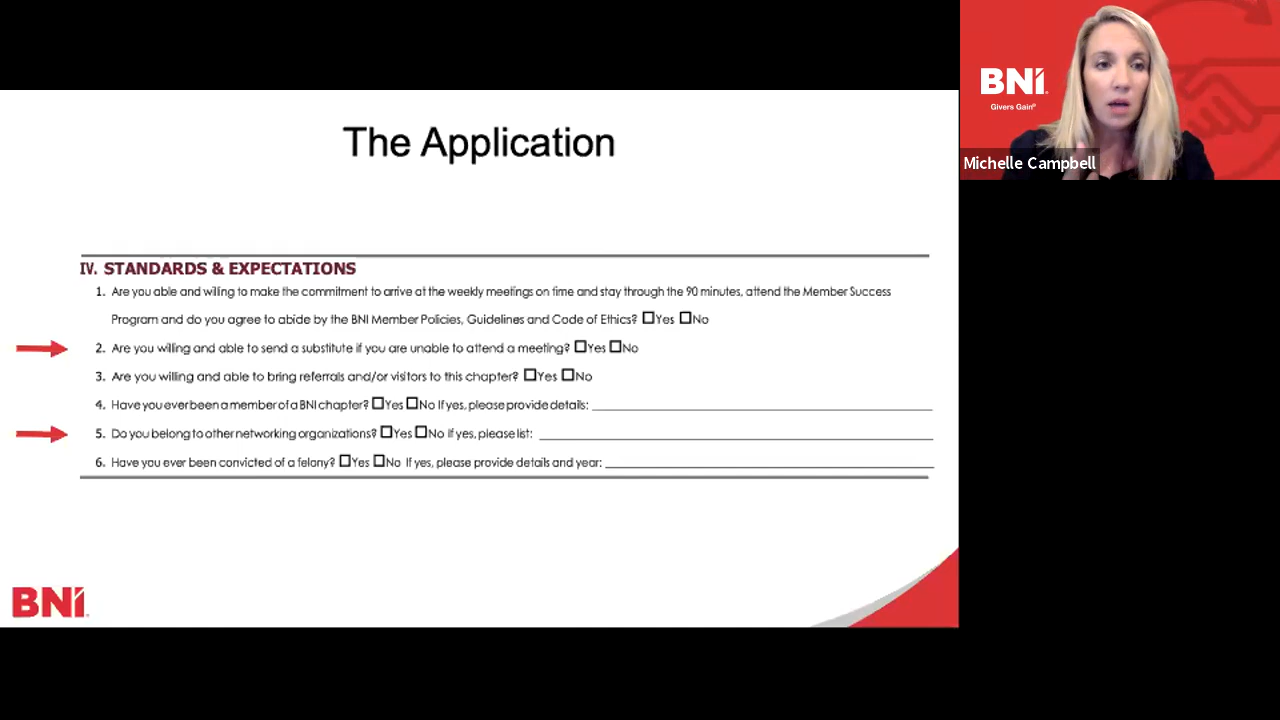 The Application
IV. STANDARDS & EXPECTATIONS
1. Are you able and willing to make the commitment to arrive at the weekly meetings on time and stay through the 90 minutes, attend the Member Success
Program and do you agree to abide by the BNI Member Policies, Guidelines and Code of Ethics? ☐Yes ☐No
2. Are you willing and able to send a substitute if you are unable to attend a meeting? ☐Yes ☐No
3. Are you willing and able to bring referrals and/or visitors to this chapter? ☐Yes ☐No
4. Have you ever been a member of a BNI chapter? ☐Yes ☐No If yes, please provide details:
5. Do you belong to other networking organizations? ☐Yes ☐No If yes, please list:
6. Have you ever been convicted of a felony? ☐Yes ☐No If yes, please provide details and year:
BNI®
BNI®
Givers Gain®
Michelle Campbell